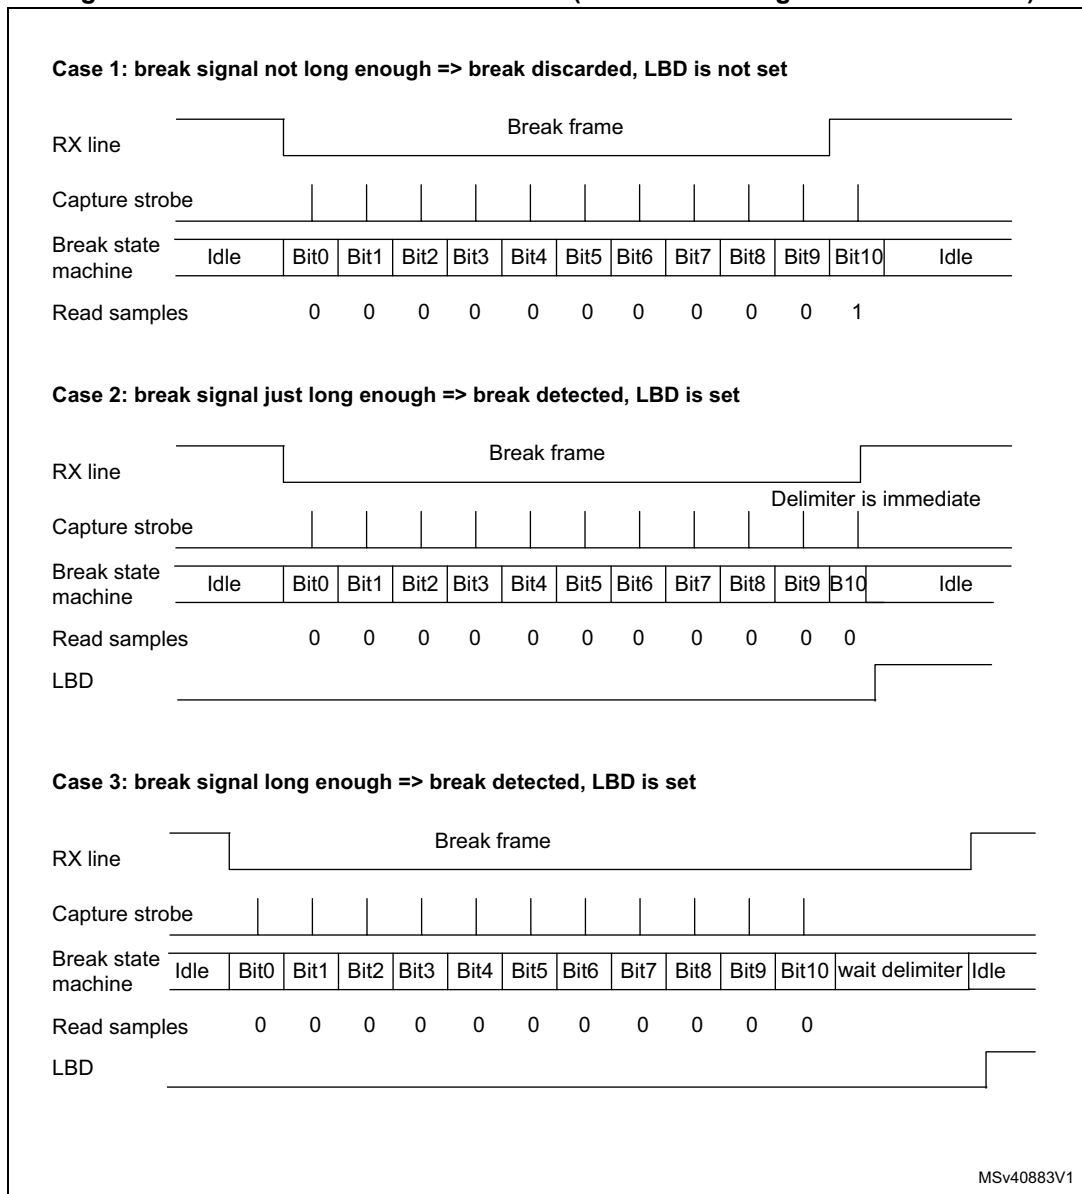 Case 1: break signal not long enough => break discarded, LBD is not set
Break frame
RX line
Capture strobe
Break state machine Idle Bit0 Bit1 Bit2 Bit3 Bit4 Bit5 Bit6 Bit7 Bit8 Bit9 Bit10 Idle
Read samples 0 0 0 0 0 0 0 0 0 0 1
Case 2: break signal just long enough => break detected, LBD is set
Break frame
RX line
Delimiter is immediate
Capture strobe
Break state machine Idle Bit0 Bit1 Bit2 Bit3 Bit4 Bit5 Bit6 Bit7 Bit8 Bit9 B10 Idle
Read samples 0 0 0 0 0 0 0 0 0 0 0
LBD
Case 3: break signal long enough => break detected, LBD is set
Break frame
RX line
Capture strobe
Break state machine Idle Bit0 Bit1 Bit2 Bit3 Bit4 Bit5 Bit6 Bit7 Bit8 Bit9 Bit10 wait delimiter Idle
Read samples 0 0 0 0 0 0 0 0 0 0 0
LBD
MSv40883V1